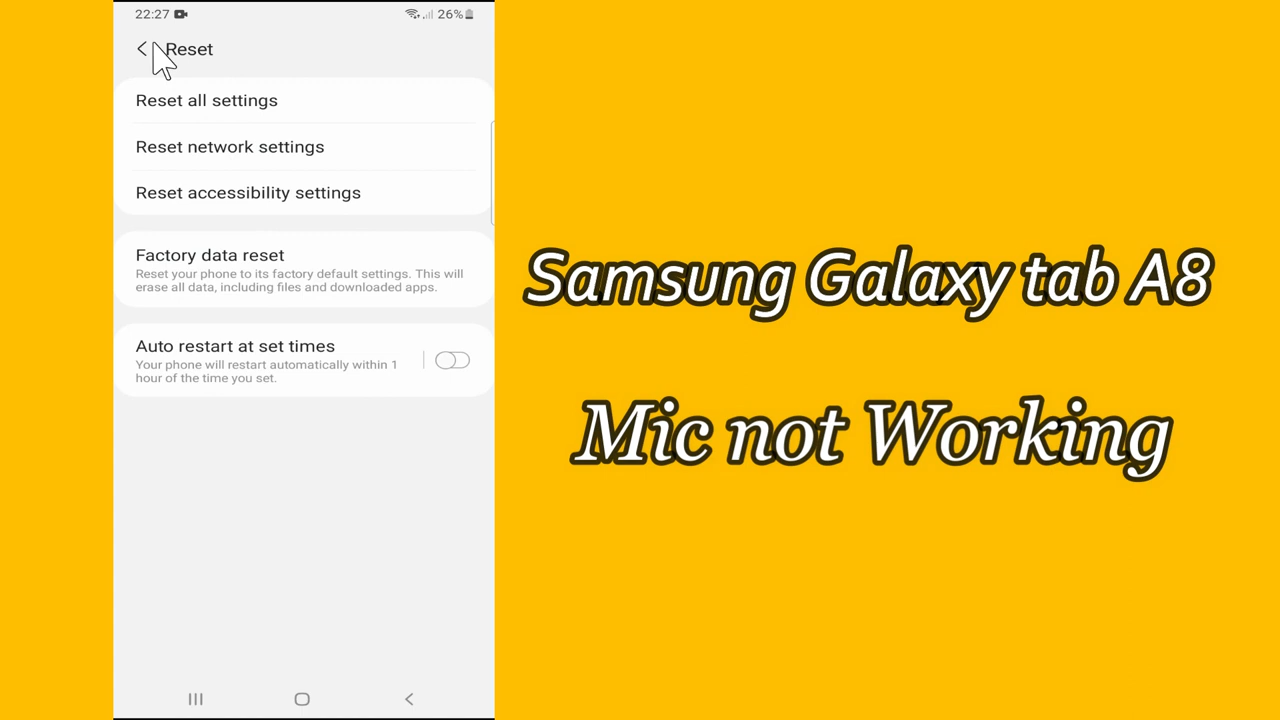 22:27 26%
Reset
Reset all settings
Reset network settings
Reset accessibility settings
Factory data reset
Reset your phone to its factory default settings. This will
erase all data, including files and downloaded apps.
Auto restart at set times
Your phone will restart automatically within 1
hour of the time you set.
Samsung Galaxy tab A8
Mic not Working